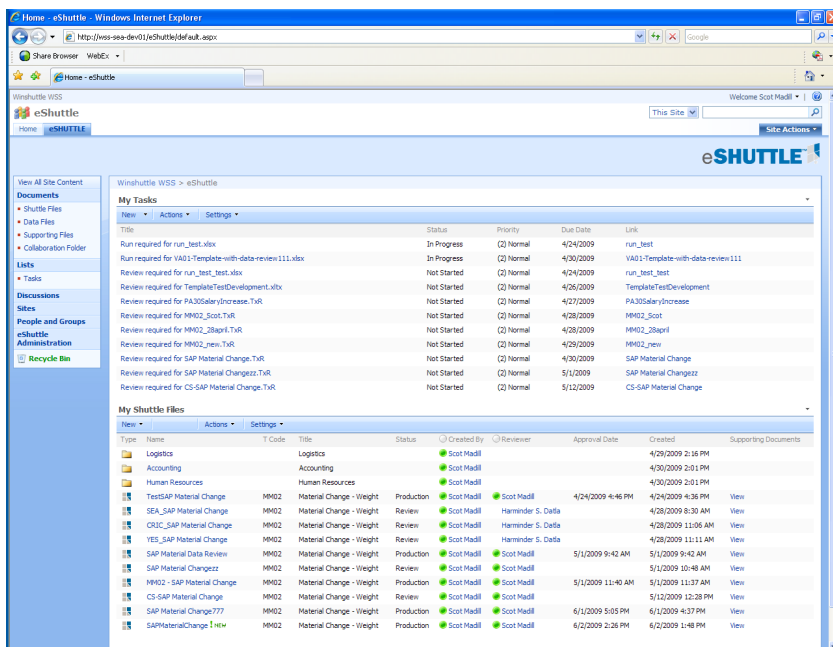 Home - eShuttle - Windows Internet Explorer
http://wss-sea-dev01/eShuttle/default.aspx Google
Share Browser WebEx
Home - eShuttle
Winshuttle WSS Welcome Scot Madill
eShuttle This Site
Home eSHUTTLE Site Actions
eSHUTTLE
View All Site Content
Documents
Shuttle Files
Data Files
Supporting Files
Collaboration Folder
Lists
Tasks
Discussions
Sites
People and Groups
eShuttle
Administration
Recycle Bin
Winshuttle WSS > eShuttle
My Tasks
New Actions Settings
Title Status Priority Due Date Link
Run required for run_test.xlsx In Progress (2) Normal 4/24/2009 run_test
Run required for VA01-Template-with-data-review111.xlsx In Progress (2) Normal 4/30/2009 VA01-Template-with-data-review111
Review required for run_test_test.xlsx Not Started (2) Normal 4/24/2009 run_test_test
Review required for TemplateTestDevelopment.xltx Not Started (2) Normal 4/26/2009 TemplateTestDevelopment
Review required for PA30SalaryIncrease.TxR Not Started (2) Normal 4/27/2009 PA30SalaryIncrease
Review required for MM02_Scot.TxR Not Started (2) Normal 4/28/2009 MM02_Scot
Review required for MM02_28april.TxR Not Started (2) Normal 4/28/2009 MM02_28april
Review required for MM02_new.TxR Not Started (2) Normal 4/29/2009 MM02_new
Review required for SAP Material Change.TxR Not Started (2) Normal 4/30/2009 SAP Material Change
Review required for SAP Material Changezz.TxR Not Started (2) Normal 5/1/2009 SAP Material Changezz
Review required for CS-SAP Material Change.TxR Not Started (2) Normal 5/12/2009 CS-SAP Material Change
My Shuttle Files
New Actions Settings
Type Name T Code Title Status Created By Reviewer Approval Date Created Supporting Documents
Logistics Logistics Scot Madill 4/29/2009 2:16 PM
Accounting Accounting Scot Madill 4/30/2009 2:01 PM
Human Resources Human Resources Scot Madill 4/30/2009 2:01 PM
TestSAP Material Change MM02 Material Change - Weight Production Scot Madill Scot Madill 4/24/2009 4:46 PM 4/24/2009 4:36 PM View
SEA_SAP Material Change MM02 Material Change - Weight Review Scot Madill Harminder S. Datla 4/28/2009 8:30 AM View
CRIC_SAP Material Change MM02 Material Change - Weight Review Scot Madill Harminder S. Datla 4/28/2009 11:06 AM View
YES_SAP Material Change MM02 Material Change - Weight Review Scot Madill Harminder S. Datla 4/28/2009 11:11 AM View
SAP Material Data Review MM02 Material Change - Weight Production Scot Madill Scot Madill 5/1/2009 9:42 AM 5/1/2009 9:42 AM View
SAP Material Changezz MM02 Material Change - Weight Review Scot Madill Scot Madill 5/1/2009 10:48 AM View
MM02 - SAP Material Change MM02 Material Change - Weight Production Scot Madill Scot Madill 5/1/2009 11:40 AM 5/1/2009 11:37 AM View
CS-SAP Material Change MM02 Material Change - Weight Review Scot Madill Scot Madill 5/12/2009 12:28 PM View
SAP Material Change777 MM02 Material Change - Weight Production Scot Madill Scot Madill 6/1/2009 5:05 PM 6/1/2009 4:37 PM View
SAPMaterialChange ! NEW MM02 Material Change - Weight Production Scot Madill Scot Madill 6/2/2009 2:26 PM 6/2/2009 1:48 PM View